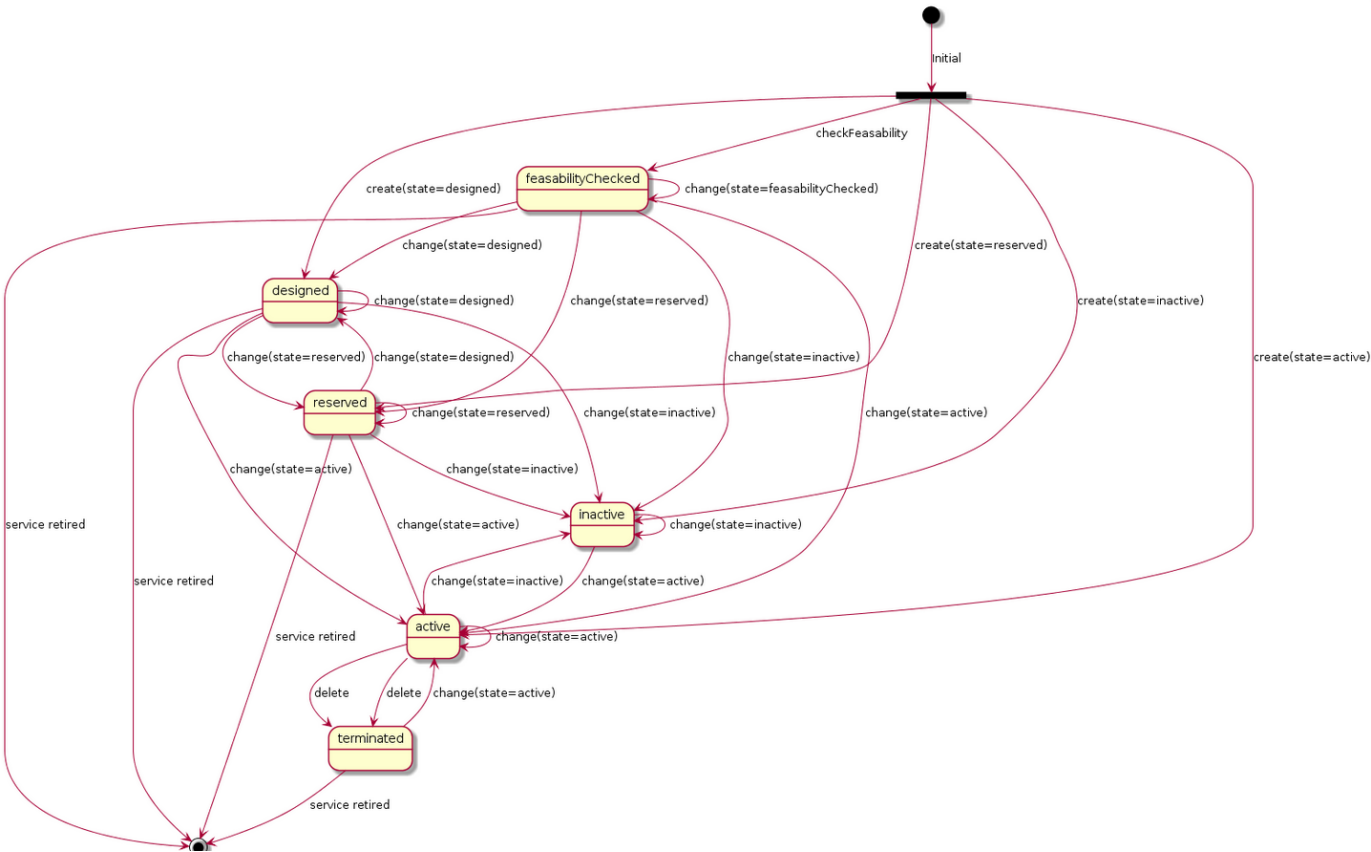 Initial
checkFeasability
feasabilityChecked
create(state=designed)
change(state=feasabilityChecked)
change(state=designed)
create(state=reserved)
designed
change(state=designed)
change(state=reserved)
create(state=inactive)
change(state=reserved)
change(state=designed)
change(state=inactive)
create(state=active)
reserved
change(state=reserved)
change(state=inactive)
change(state=active)
change(state=active)
change(state=inactive)
service retired
change(state=active)
inactive
change(state=inactive)
service retired
change(state=inactive)
change(state=active)
service retired
active
change(state=active)
delete
delete
change(state=active)
terminated
service retired